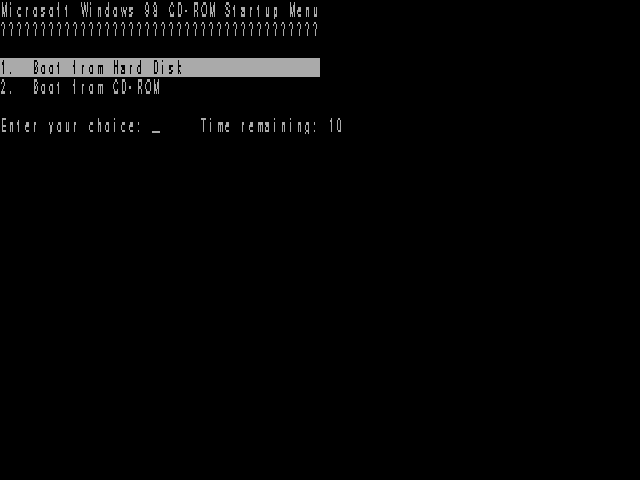 Microsoft Windows 98 CD-ROM Startup Menu
????????????????????????????????????????
1.  Boot from Hard Disk
2.  Boot from CD-ROM
Enter your choice: _     Time remaining: 10